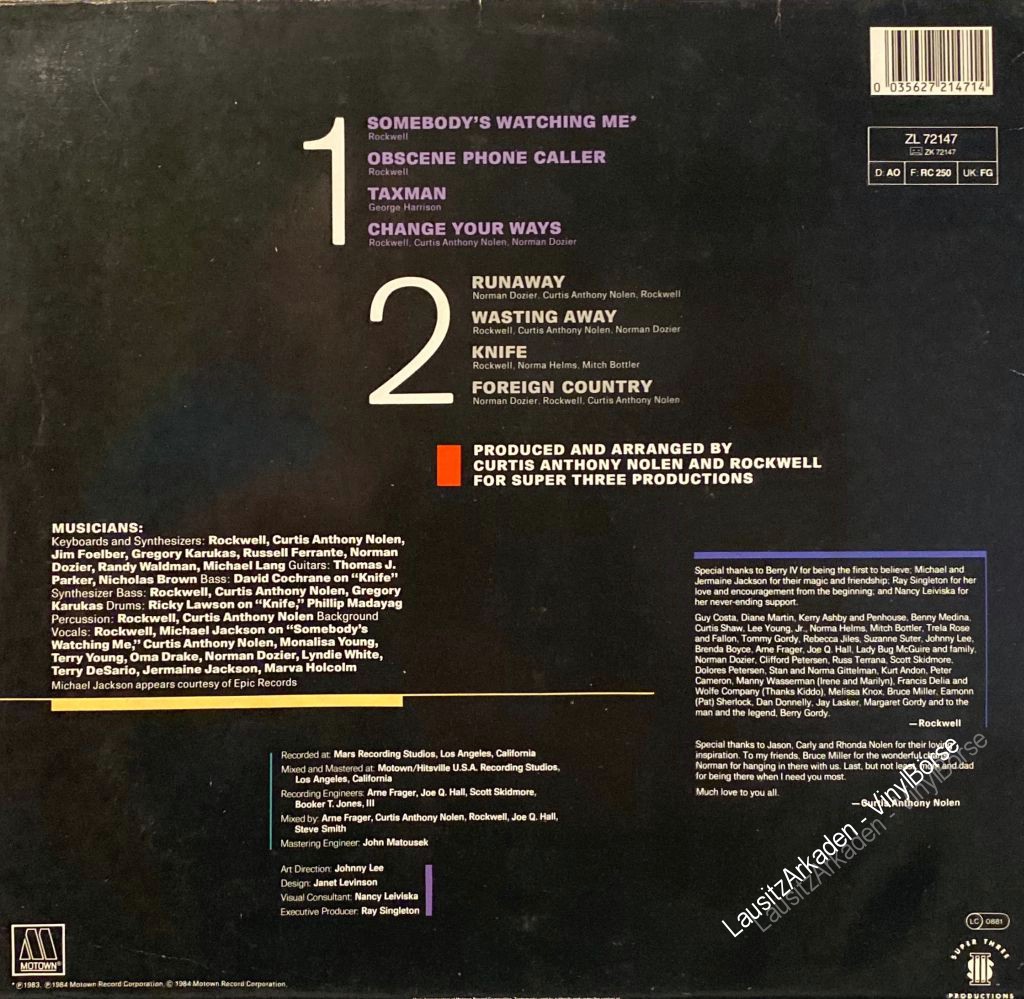 0 035627 214714
ZL 72147
ZK 72147
D: AO F: RC 250 UK: FG
1
SOMEBODY'S WATCHING ME*
Rockwell
OBSCENE PHONE CALLER
Rockwell
TAXMAN
George Harrison
CHANGE YOUR WAYS
Rockwell, Curtis Anthony Nolen, Norman Dozier
2
RUNAWAY
Norman Dozier, Curtis Anthony Nolen, Rockwell
WASTING AWAY
Rockwell, Curtis Anthony Nolen, Norman Dozier
KNIFE
Rockwell, Norma Helms, Mitch Bottler
FOREIGN COUNTRY
Norman Dozier, Rockwell, Curtis Anthony Nolen
PRODUCED AND ARRANGED BY
CURTIS ANTHONY NOLEN AND ROCKWELL
FOR SUPER THREE PRODUCTIONS
MUSICIANS:
Keyboards and Synthesizers: Rockwell, Curtis Anthony Nolen,
Jim Foelber, Gregory Karukas, Russell Ferrante, Norman
Dozier, Randy Waldman, Michael Lang Guitars: Thomas J.
Parker, Nicholas Brown Bass: David Cochrane on "Knife"
Synthesizer Bass: Rockwell, Curtis Anthony Nolen, Gregory
Karukas Drums: Ricky Lawson on "Knife," Phillip Madayag
Percussion: Rockwell, Curtis Anthony Nolen Background
Vocals: Rockwell, Michael Jackson on "Somebody's
Watching Me," Curtis Anthony Nolen, Monalisa Young,
Terry Young, Oma Drake, Norman Dozier, Lyndie White,
Terry DeSario, Jermaine Jackson, Marva Holcolm
Michael Jackson appears courtesy of Epic Records
Special thanks to Berry IV for being the first to believe; Michael and
Jermaine Jackson for their magic and friendship; Ray Singleton for her
love and encouragement from the beginning; and Nancy Leiviska for
her never-ending support.
Guy Costa, Diane Martin, Kerry Ashby and Penhouse, Benny Medina,
Curtis Shaw, Lee Young, Jr., Norma Helms, Mitch Bottler, Trela Rose
and Fallon, Tommy Gordy, Rebecca Jiles, Suzanne Suter, Johnny Lee,
Brenda Boyce, Arne Frager, Joe Q. Hall, Lady Bug McGuire and family,
Norman Dozier, Clifford Petersen, Russ Terrana, Scott Skidmore,
Dolores Petersen, Stan and Norma Gittelman, Kurt Andon, Peter
Cameron, Manny Wasserman (Irene and Marilyn), Francis Delia and
Wolfe Company (Thanks Kiddo), Melissa Knox, Bruce Miller, Eamonn
(Pat) Sherlock, Dan Donnelly, Jay Lasker, Margaret Gordy and to the
man and the legend, Berry Gordy.
—Rockwell
Special thanks to Jason, Carly and Rhonda Nolen for their loving
inspiration. To my friends, Bruce Miller for the wonderful
Norman for hanging in there with us. Last, but not least, mom and dad
for being there when I need you most.
Much love to you all.
—Curtis Anthony Nolen
Recorded at: Mars Recording Studios, Los Angeles, California
Mixed and Mastered at: Motown/Hitsville U.S.A. Recording Studios,
Los Angeles, California
Recording Engineers: Arne Frager, Joe Q. Hall, Scott Skidmore,
Booker T. Jones, III
Mixed by: Arne Frager, Curtis Anthony Nolen, Rockwell, Joe Q. Hall,
Steve Smith
Mastering Engineer: John Matousek
Art Direction: Johnny Lee
Design: Janet Levinson
Visual Consultant: Nancy Leiviska
Executive Producer: Ray Singleton
LausitzArkaden - VinylBörse
LC 0881
SUPER THREE
PRODUCTIONS
M
MOTOWN®
*℗1983, ℗1984 Motown Record Corporation, © 1984 Motown Record Corporation.